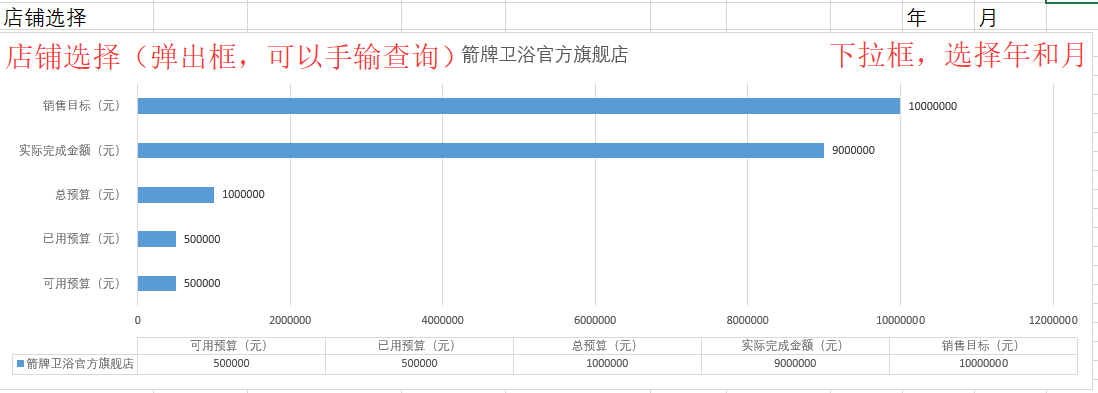 店铺选择 年 月
店铺选择（弹出框，可以手输查询）箭牌卫浴官方旗舰店 下拉框，选择年和月
销售目标（元） 10000000
实际完成金额（元） 9000000
总预算（元） 1000000
已用预算（元） 500000
可用预算（元） 500000
0 2000000 4000000 6000000 8000000 10000000 12000000
可用预算（元） 已用预算（元） 总预算（元） 实际完成金额（元） 销售目标（元）
箭牌卫浴官方旗舰店 500000 500000 1000000 9000000 10000000